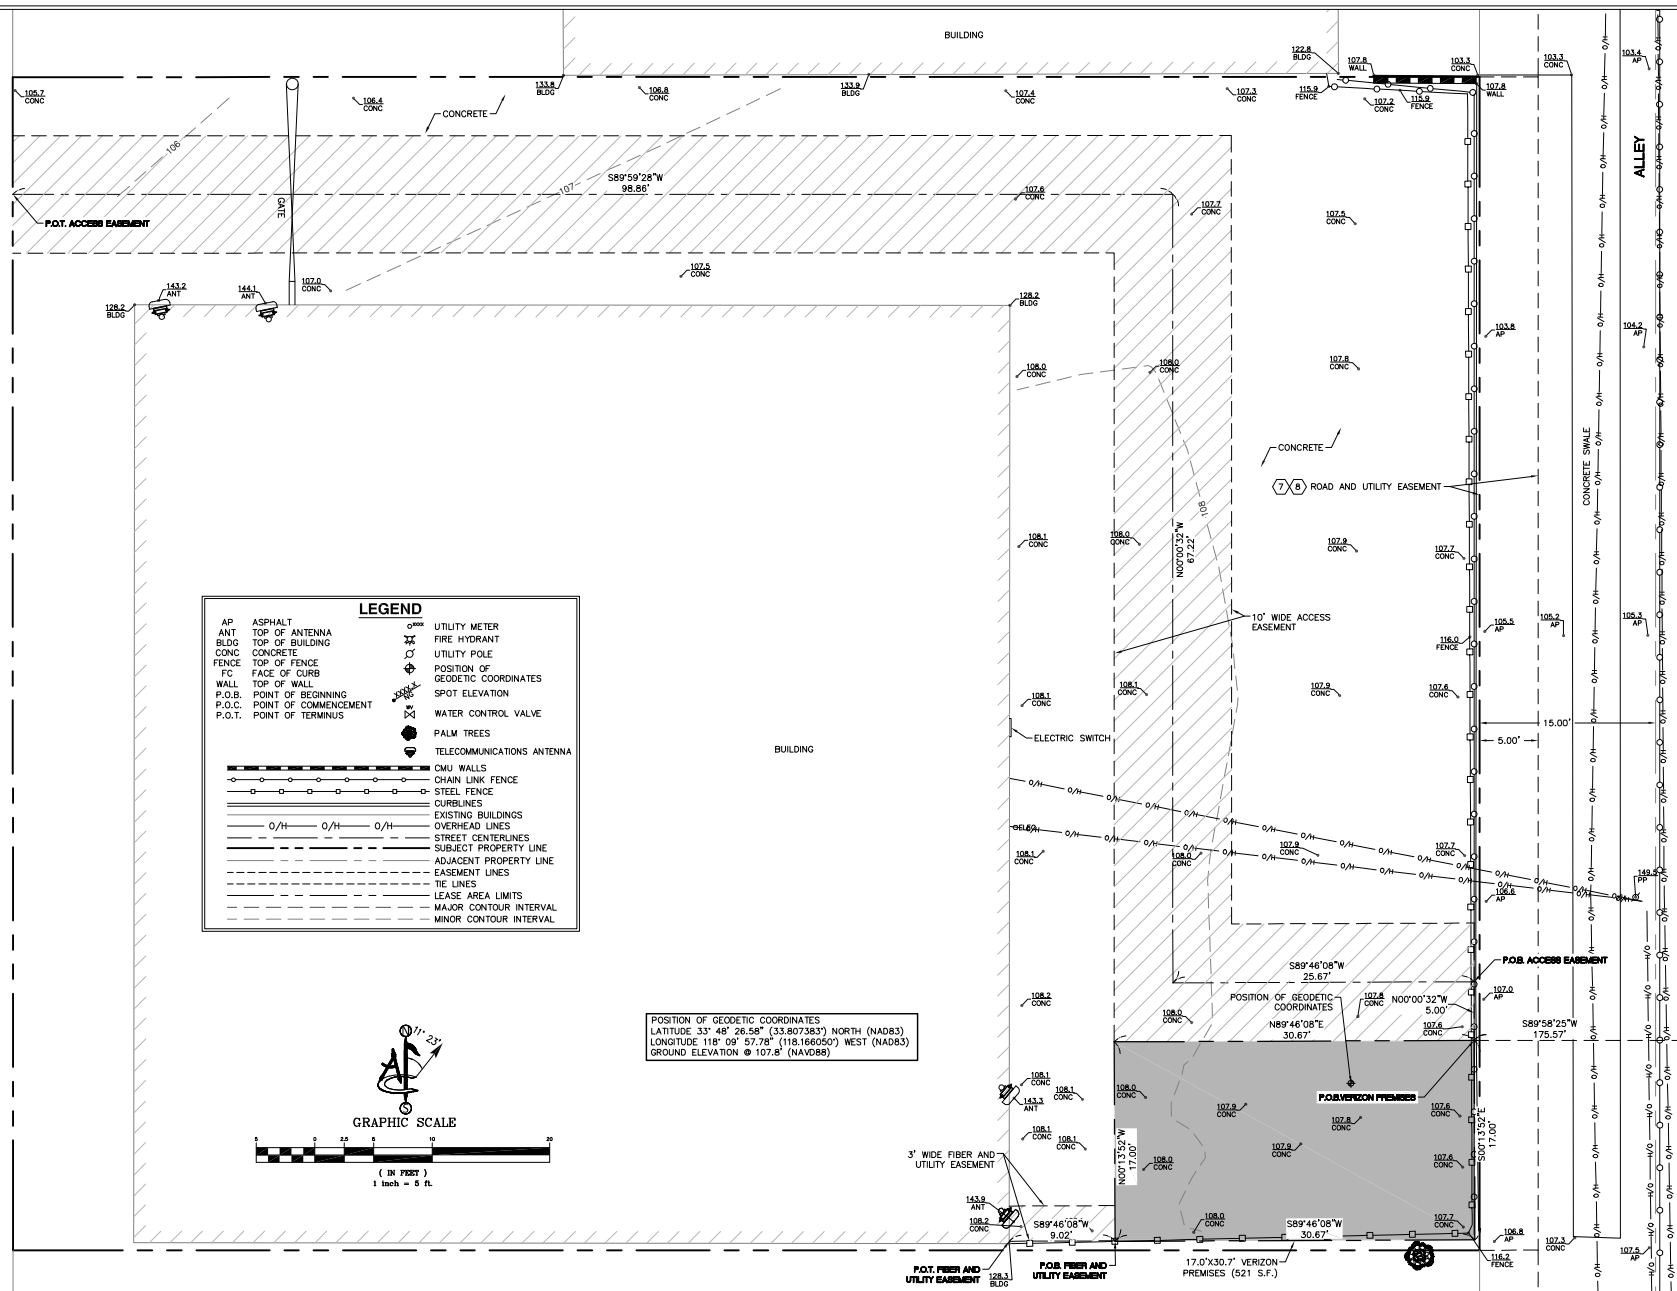 BUILDING
105.7
CONC
106.4
CONC
133.8
BLDG
106.8
CONC
133.9
BLDG
107.4
CONC
107.3
CONC
122.8
BLDG
107.8
WALL
103.3
CONC
103.3
CONC
103.4
AP
115.9
FENCE
107.2
CONC
115.9
FENCE
107.8
WALL
CONCRETE
106
107
ALLEY
S89°59'28"W
98.86'
GATE
P.O.T. ACCESS EASEMENT
107.6
CONC
107.7
CONC
107.5
CONC
107.5
CONC
107.0
CONC
143.2
ANT
144.1
ANT
128.2
BLDG
128.2
BLDG
103.8
AP
104.2
AP
108.0
CONC
108.0
CONC
107.8
CONC
CONCRETE
7 8 ROAD AND UTILITY EASEMENT
CONCRETE SWALE
108
N00°00'32"W
67.22'
108.1
CONC
108.0
CONC
107.9
CONC
107.7
CONC
10' WIDE ACCESS
EASEMENT
116.0
FENCE
105.5
AP
105.2
AP
105.3
AP
108.1
CONC
108.1
CONC
107.9
CONC
107.6
CONC
ELECTRIC SWITCH
15.00'
5.00'
BUILDING
LEGEND
AP ASPHALT
ANT TOP OF ANTENNA
BLDG TOP OF BUILDING
CONC CONCRETE
FENCE TOP OF FENCE
FC FACE OF CURB
WALL TOP OF WALL
P.O.B. POINT OF BEGINNING
P.O.C. POINT OF COMMENCEMENT
P.O.T. POINT OF TERMINUS
UTILITY METER
FIRE HYDRANT
UTILITY POLE
POSITION OF
GEODETIC COORDINATES
SPOT ELEVATION
WATER CONTROL VALVE
PALM TREES
TELECOMMUNICATIONS ANTENNA
CMU WALLS
CHAIN LINK FENCE
STEEL FENCE
CURBLINES
EXISTING BUILDINGS
O/H O/H O/H OVERHEAD LINES
STREET CENTERLINES
SUBJECT PROPERTY LINE
ADJACENT PROPERTY LINE
EASEMENT LINES
TIE LINES
LEASE AREA LIMITS
MAJOR CONTOUR INTERVAL
MINOR CONTOUR INTERVAL
108.1
CONC
108.0
CONC
107.9
CONC
107.7
CONC
106.6
AP
PP
P.O.B. ACCESS EASEMENT
S89°46'08"W
25.67'
POSITION OF GEODETIC
COORDINATES
107.8
CONC
N00°00'32"W
5.00'
107.0
AP
108.2
CONC
108.0
CONC
N89°46'08"E
30.67'
107.6
CONC
S89°58'25"W
175.57'
POSITION OF GEODETIC COORDINATES
LATITUDE 33° 48' 26.58" (33.807383°) NORTH (NAD83)
LONGITUDE 118° 09' 57.78" (118.166050°) WEST (NAD83)
GROUND ELEVATION @ 107.8' (NAVD88)
N
11° 23'
S
GRAPHIC SCALE
5 0 2.5 5 10 20
( IN FEET )
1 inch = 5 ft.
108.1
CONC
143.3
ANT
108.1
CONC
108.0
CONC
P.O.B. VERIZON PREMISES
107.9
CONC
107.8
CONC
107.6
CONC
S00°13'52"E
17.00'
108.1
CONC
108.1
CONC
N00°13'52"W
17.00'
107.9
CONC
108.0
CONC
107.6
CONC
3' WIDE FIBER AND
UTILITY EASEMENT
143.9
ANT
108.2
CONC
S89°46'08"W
9.02'
108.0
CONC
S89°46'08"W
30.67'
107.7
CONC
106.8
AP
107.3
CONC
107.5
AP
116.2
FENCE
P.O.T. FIBER AND
UTILITY EASEMENT
128.3
BLDG
P.O.B. FIBER AND
UTILITY EASEMENT
17.0'X30.7' VERIZON
PREMISES (521 S.F.)